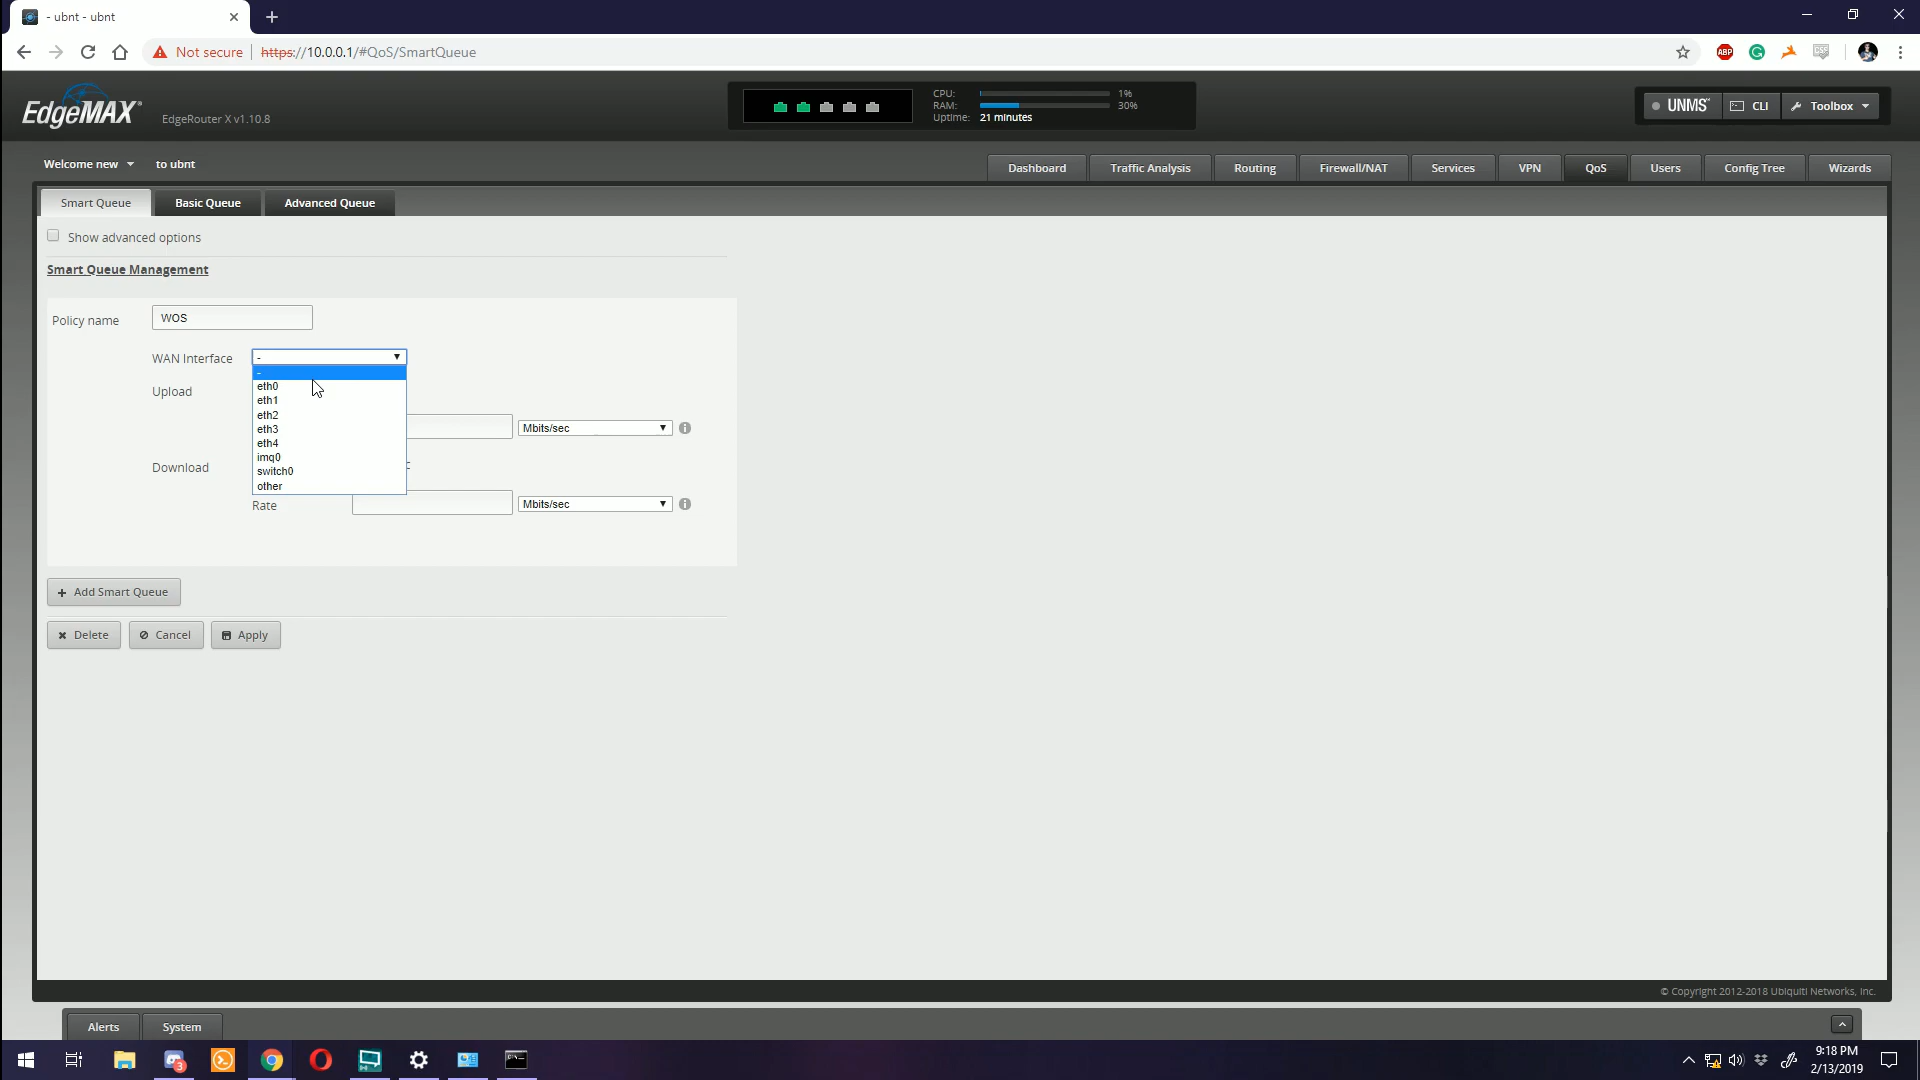 - ubnt - ubnt
Not secure | https://10.0.0.1/#QoS/SmartQueue
ABP
EdgeMAX
EdgeRouter X v1.10.8
CPU: 1%
RAM: 30%
Uptime: 21 minutes
UNMS CLI Toolbox
Welcome new to ubnt
Dashboard Traffic Analysis Routing Firewall/NAT Services VPN QoS Users Config Tree Wizards
Smart Queue Basic Queue Advanced Queue
Show advanced options
Smart Queue Management
Policy name WOS
WAN Interface -
-
eth0
Upload
eth1
eth2
eth3
Mbits/sec
eth4
imq0
Download
switch0
other
Rate Mbits/sec
+ Add Smart Queue
Delete Cancel Apply
© Copyright 2012-2018 Ubiquiti Networks, Inc.
Alerts System
3
9:18 PM
2/13/2019